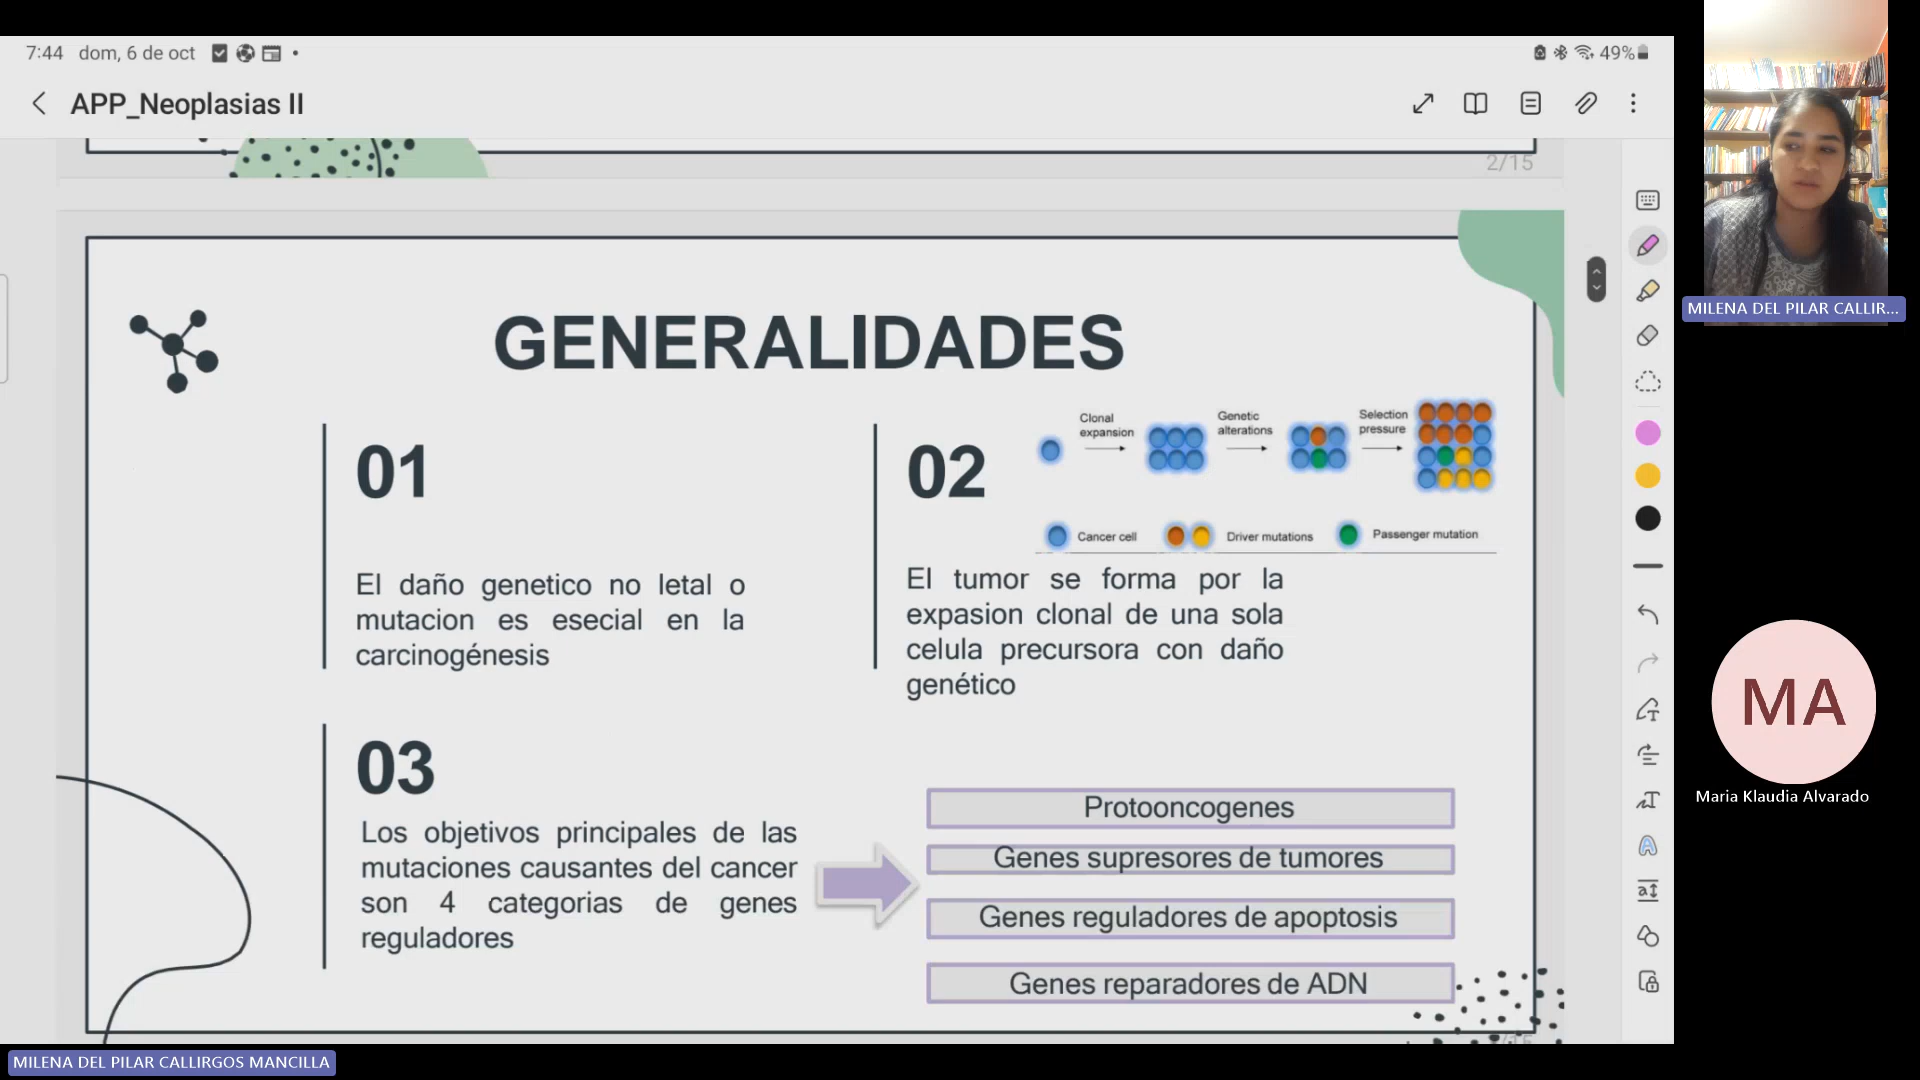 7:44 dom, 6 de oct
49%
APP_Neoplasias II
2/15
GENERALIDADES
01
El daño genetico no letal o
mutacion es esecial en la
carcinogénesis
02
Clonal
expansion
Genetic
alterations
Selection
pressure
Cancer cell
Driver mutations
Passenger mutation
El tumor se forma por la
expasion clonal de una sola
celula precursora con daño
genético
03
Los objetivos principales de las
mutaciones causantes del cancer
son 4 categorias de genes
reguladores
Protooncogenes
Genes supresores de tumores
Genes reguladores de apoptosis
Genes reparadores de ADN
MILENA DEL PILAR CALLIR...
MA
Maria Klaudia Alvarado
MILENA DEL PILAR CALLIRGOS MANCILLA